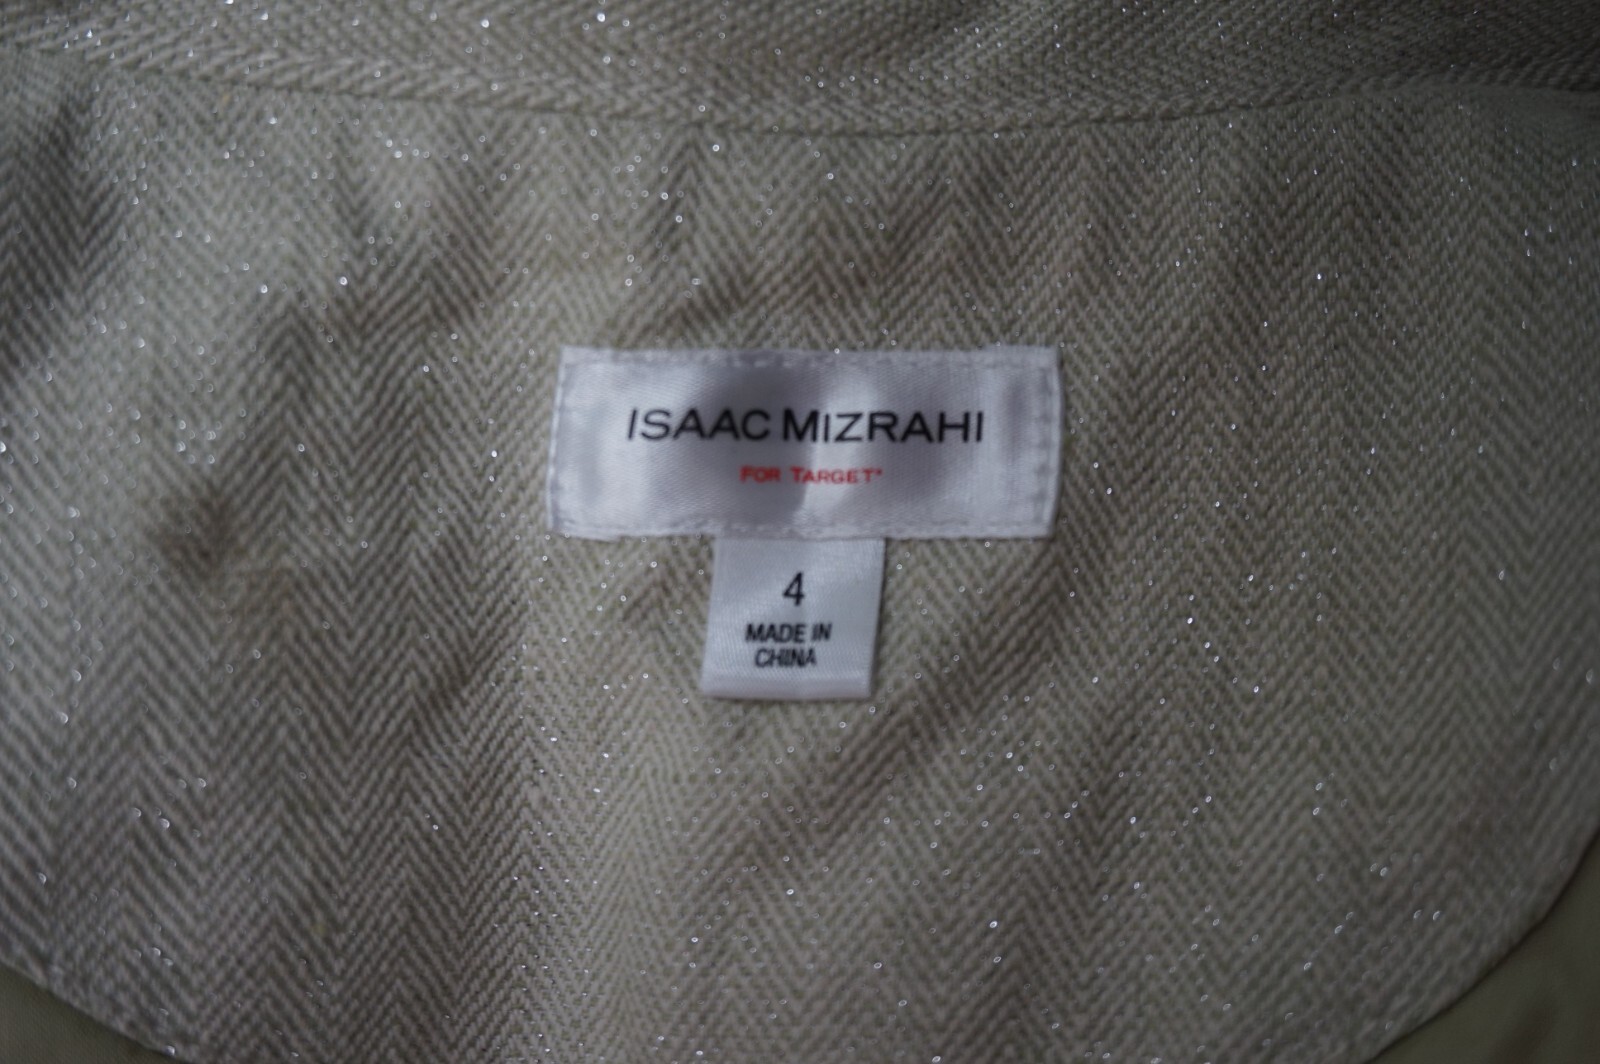 ISAAC MIZRAHI
FOR TARGET*
4
MADE IN
CHINA